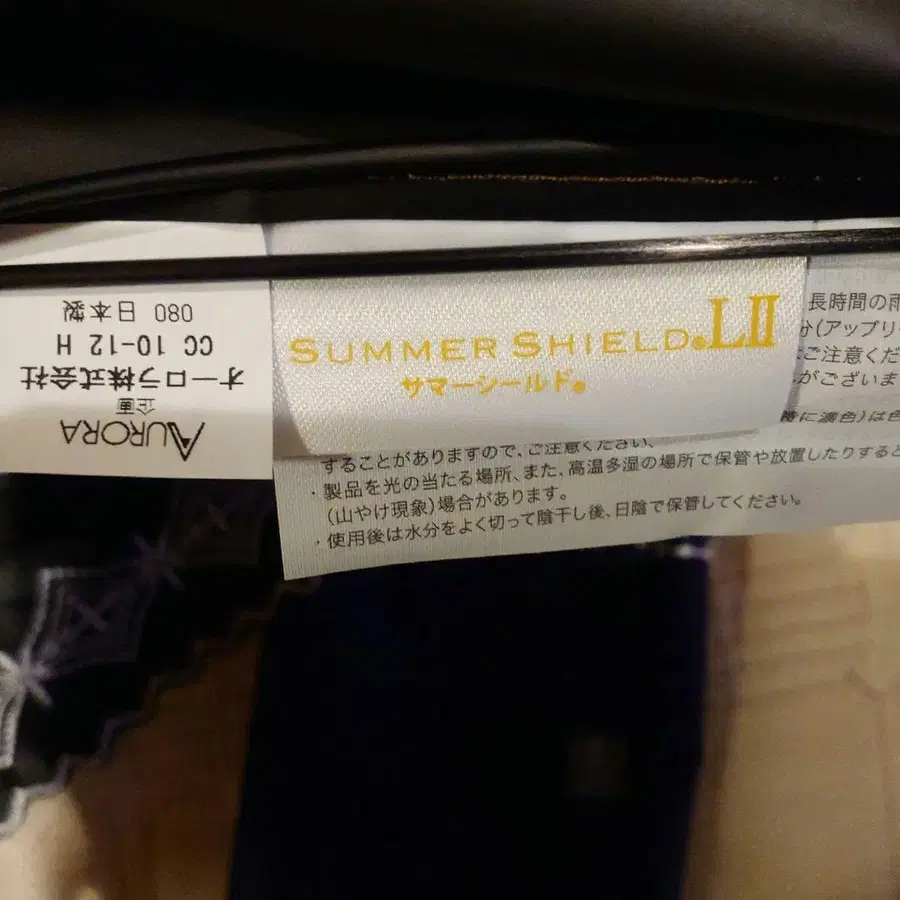 AURORA
企画
オーロラ株式会社
CC 10-12 H
080 日本製
SUMMER SHIELD®LⅡ
サマーシールド®
長時間の雨
分(アップリ
ご注意くだ
がございま
特に濃色)は色
することがありますので、ご注意ください。
・製品を光の当たる場所、また、高温多湿の場所で保管や放置したりすると
(山やけ現象)場合があります。
・使用後は水分をよく切って陰干し後、日陰で保管してください。